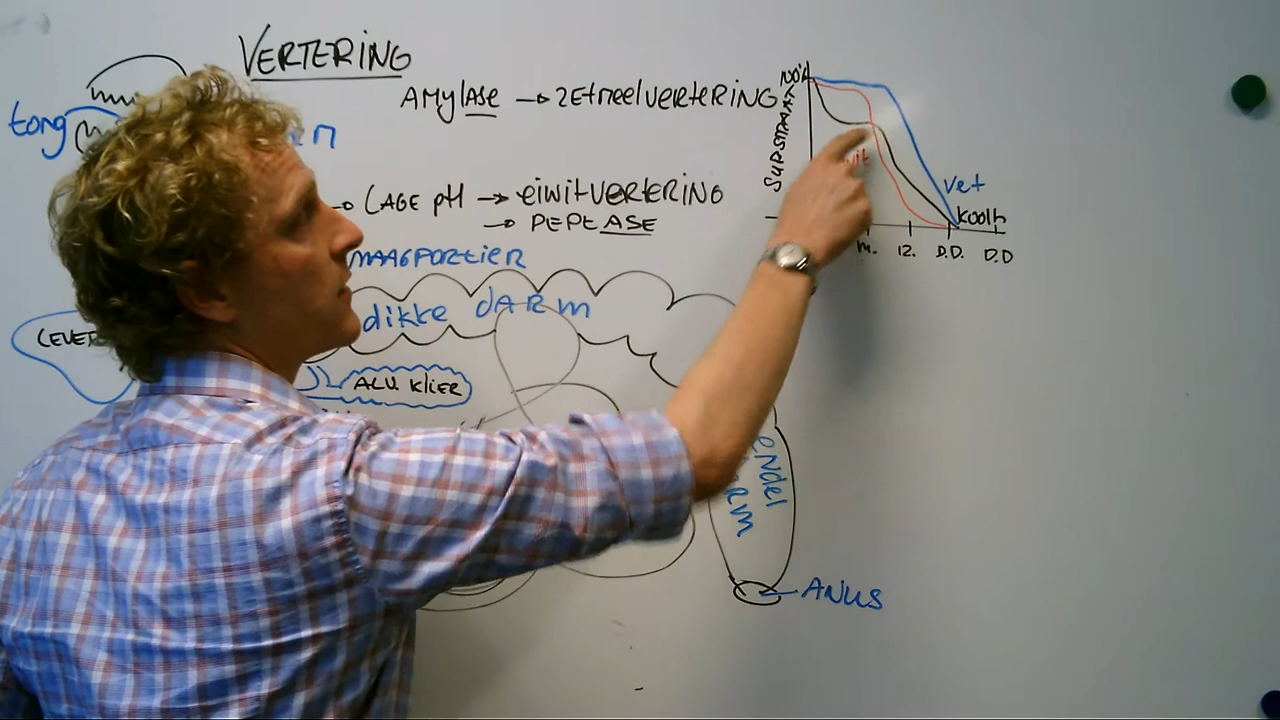 VERTERING
AMylASE → ZEtmeelVERTERING
tong
→ LAGE pH → eiwitVERtERING
→ PEPtASE
MAAGPORtiER
dikke dARM
LEVER
ALV. KliER
ENDEL
ANUS
100%
SUBSTRAAT
Vet
KOOlh
m. 12. D.D. D.D